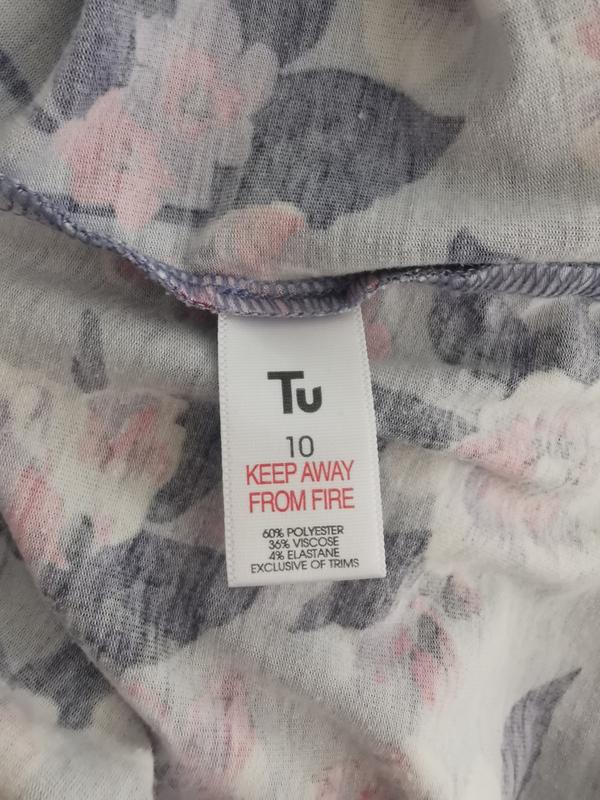 Tu
10
KEEP AWAY
FROM FIRE
60% POLYESTER
36% VISCOSE
4% ELASTANE
EXCLUSIVE OF TRIMS